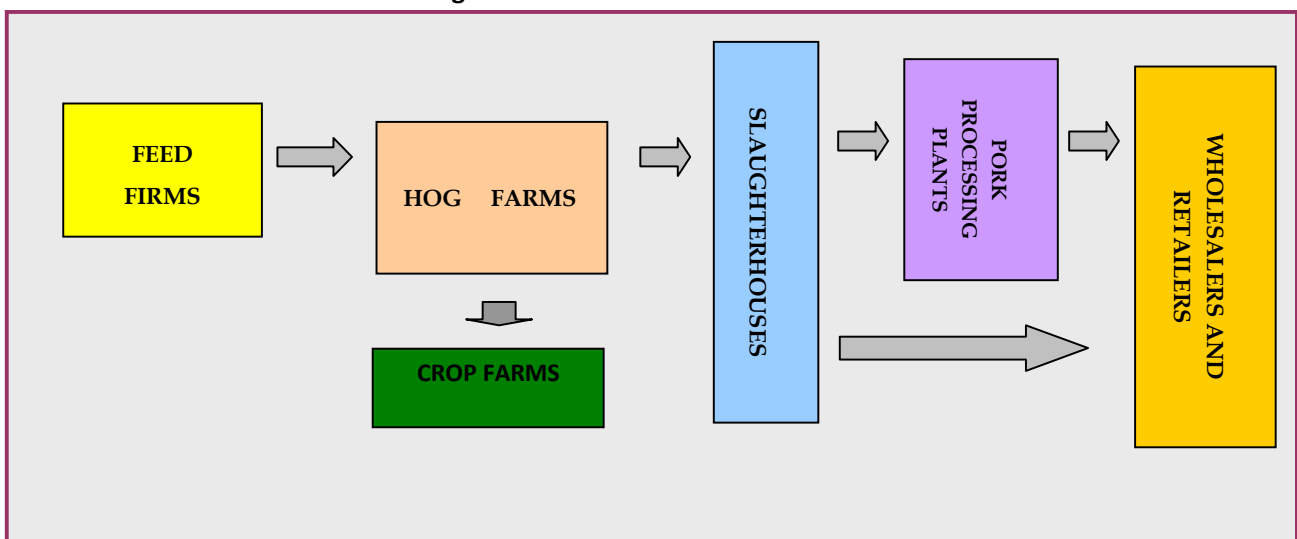 FEED
FIRMS
HOG FARMS
CROP FARMS
SLAUGHTERHOUSES
PORK
PROCESSING
PLANTS
WHOLESALERS AND
RETAILERS